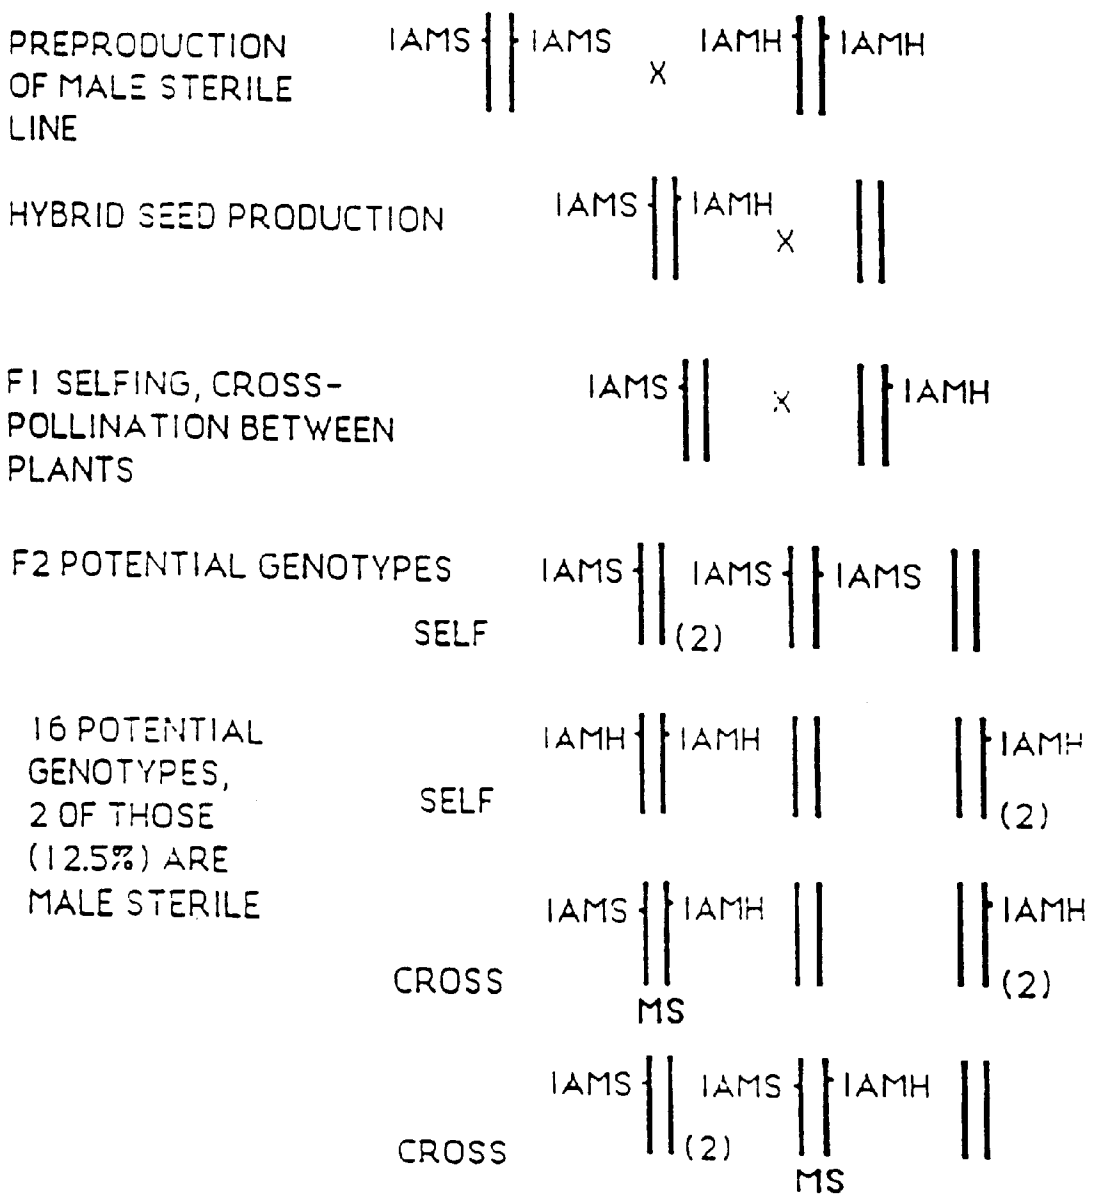 PREPRODUCTION
OF MALE STERILE
LINE
IAMS IAMS X IAMH IAMH
HYBRID SEED PRODUCTION
IAMS IAMH X
F1 SELFING, CROSS-
POLLINATION BETWEEN
PLANTS
IAMS X IAMH
F2 POTENTIAL GENOTYPES
SELF
IAMS (2) IAMS IAMS
16 POTENTIAL
GENOTYPES,
2 OF THOSE
(12.5%) ARE
MALE STERILE
SELF
IAMH IAMH IAMH
(2)
CROSS
IAMS IAMH IAMH
(2)
MS
CROSS
IAMS (2) IAMS IAMH
MS